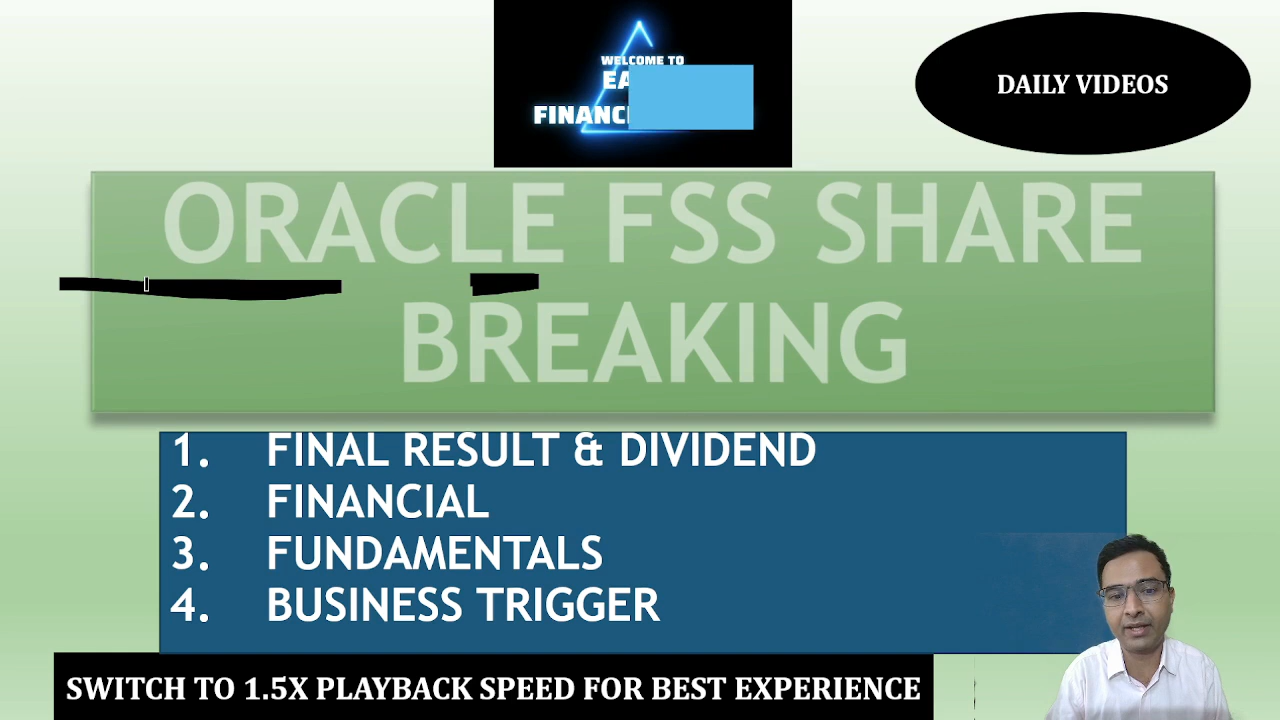 WELCOME TO
DAILY VIDEOS
ORACLE FSS SHARE
BREAKING
1. FINAL RESULT & DIVIDEND
2. FINANCIAL
3. FUNDAMENTALS
4. BUSINESS TRIGGER
SWITCH TO 1.5X PLAYBACK SPEED FOR BEST EXPERIENCE